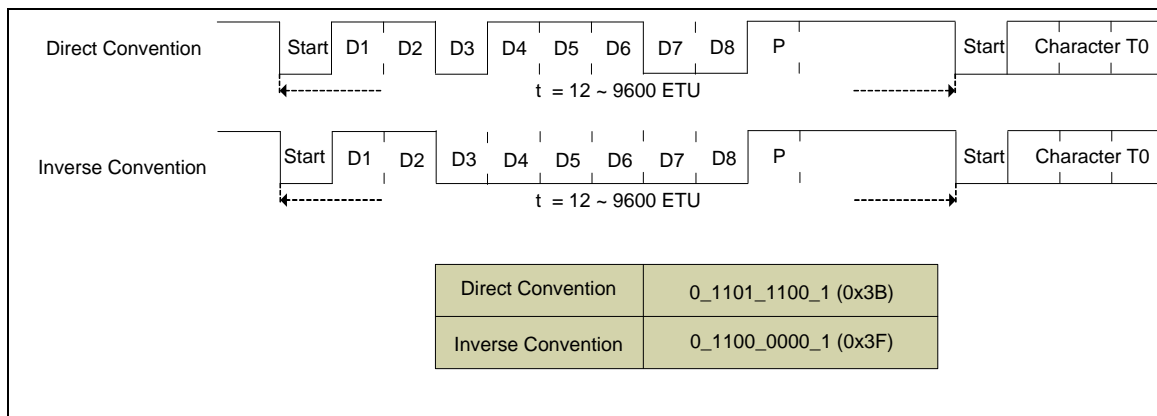 Direct Convention Start D1 D2 D3 D4 D5 D6 D7 D8 P Start Character T0
t = 12 ~ 9600 ETU
Inverse Convention Start D1 D2 D3 D4 D5 D6 D7 D8 P Start Character T0
t = 12 ~ 9600 ETU
Direct Convention 0_1101_1100_1 (0x3B)
Inverse Convention 0_1100_0000_1 (0x3F)